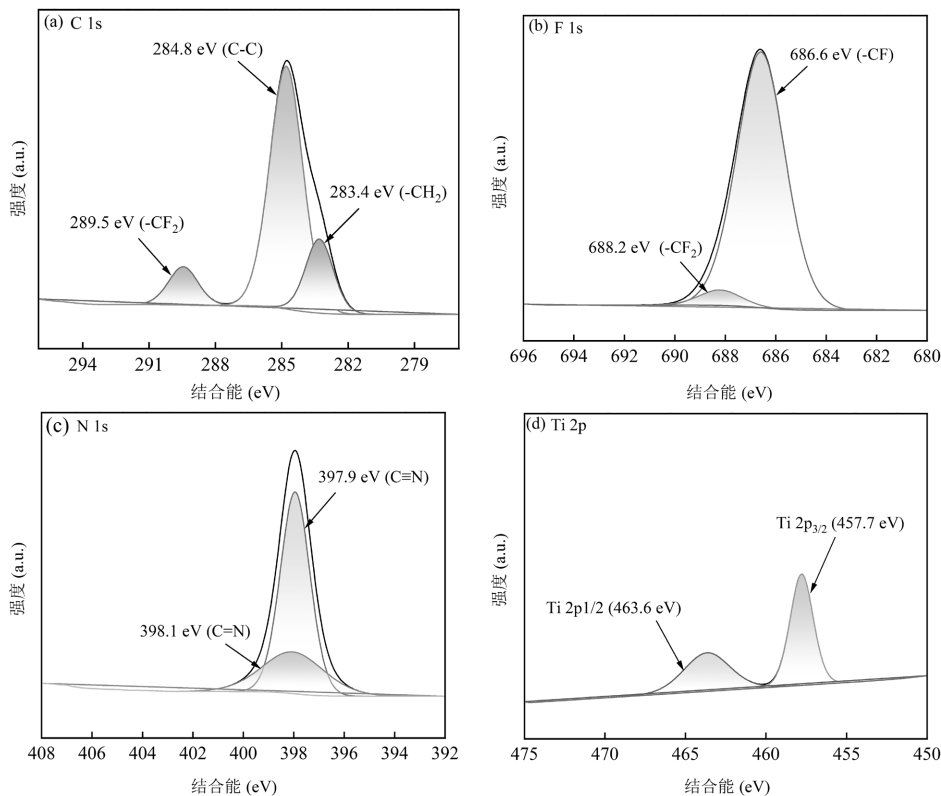 (a) C 1s
284.8 eV (C-C)
283.4 eV (-CH₂)
289.5 eV (-CF₂)
强度 (a.u.)
294 291 288 285 282 279
结合能 (eV)
(b) F 1s
686.6 eV (-CF)
688.2 eV (-CF₂)
强度 (a.u.)
696 694 692 690 688 686 684 682 680
结合能 (eV)
(c) N 1s
397.9 eV (C≡N)
398.1 eV (C=N)
强度 (a.u.)
408 406 404 402 400 398 396 394 392
结合能 (eV)
(d) Ti 2p
Ti 2p₃/₂ (457.7 eV)
Ti 2p1/2 (463.6 eV)
强度 (a.u.)
475 470 465 460 455 450
结合能 (eV)